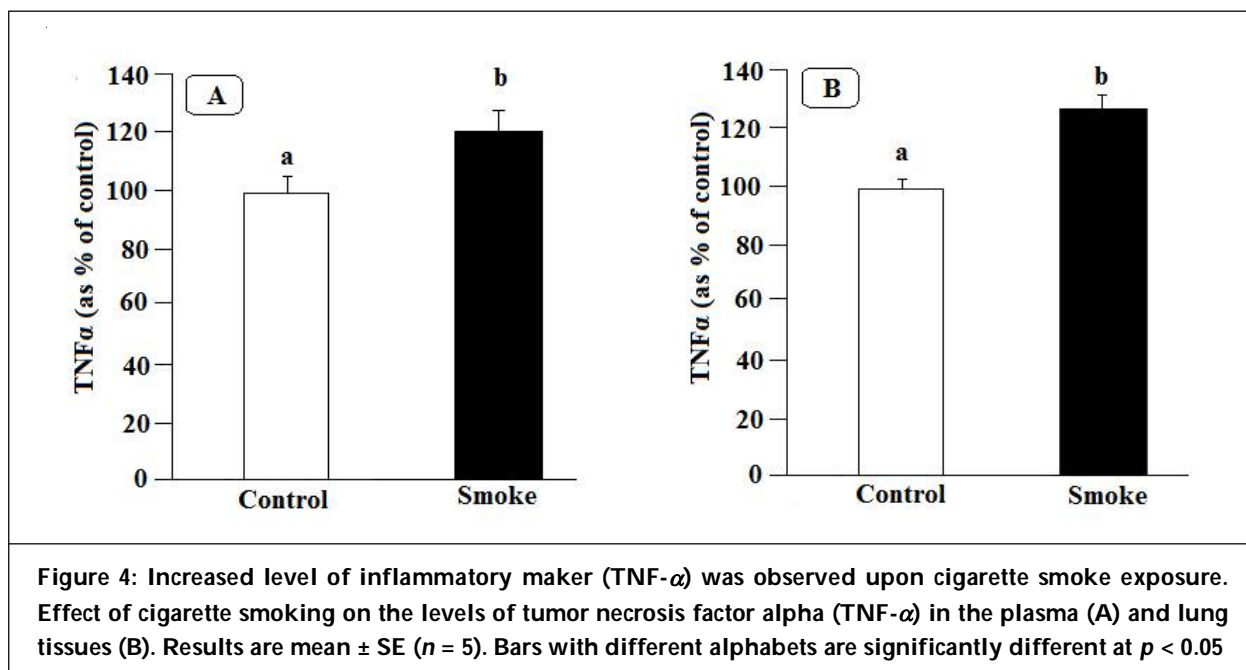 A
TNFα (as % of control)
140
120
100
80
60
40
20
0
a
b
Control
Smoke
B
TNFα (as % of control)
140
120
100
80
60
40
20
0
a
b
Control
Smoke
Figure 4: Increased level of inflammatory maker (TNF-α) was observed upon cigarette smoke exposure.
Effect of cigarette smoking on the levels of tumor necrosis factor alpha (TNF-α) in the plasma (A) and lung
tissues (B). Results are mean ± SE (n = 5). Bars with different alphabets are significantly different at p < 0.05